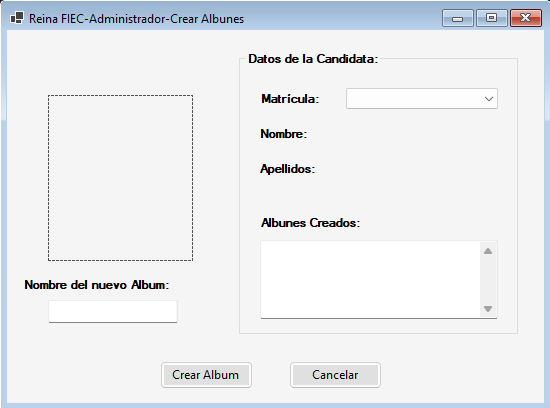 Reina FIEC-Administrador-Crear Albunes
Datos de la Candidata:
Matrícula:
Nombre:
Apellidos:
Albunes Creados:
Nombre del nuevo Album:
Crear Album
Cancelar